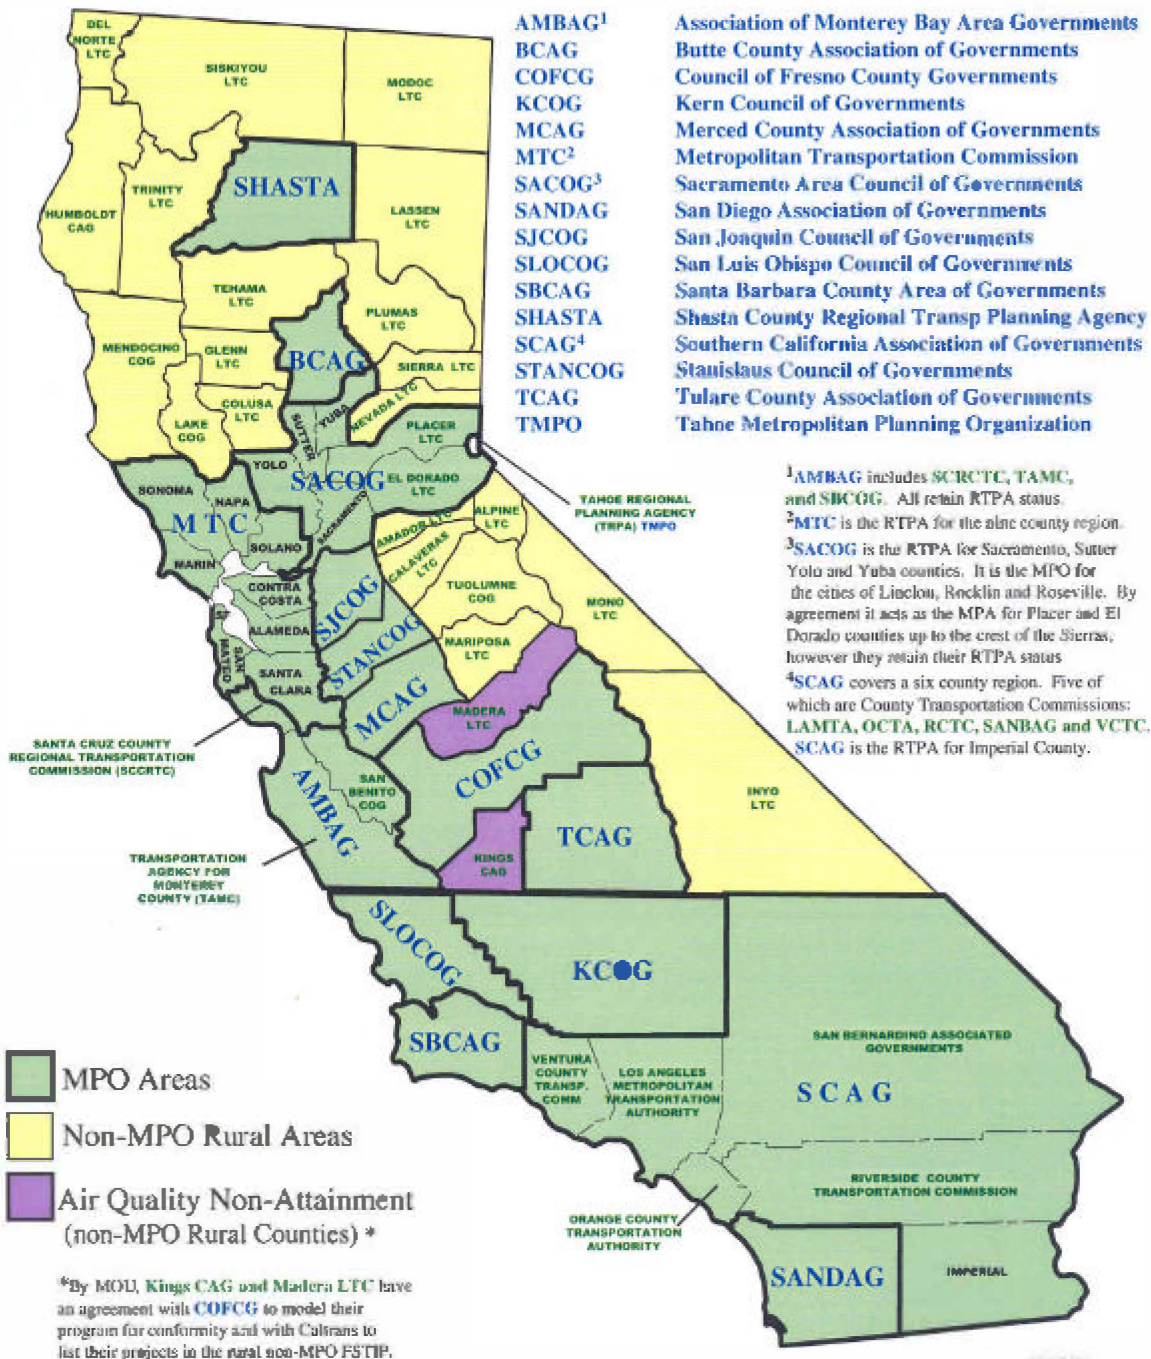 AMBAG¹ Association of Monterey Bay Area Governments
BCAG Butte County Association of Governments
COFCG Council of Fresno County Governments
KCOG Kern Council of Governments
MCAG Merced County Association of Governments
MTC² Metropolitan Transportation Commission
SACOG³ Sacramento Area Council of Governments
SANDAG San Diego Association of Governments
SJCOG San Joaquin Council of Governments
SLOCOG San Luis Obispo Council of Governments
SBCAG Santa Barbara County Area of Governments
SHASTA Shasta County Regional Transp Planning Agency
SCAG⁴ Southern California Association of Governments
STANCOG Stanislaus Council of Governments
TCAG Tulare County Association of Governments
TMPO Tahoe Metropolitan Planning Organization
¹AMBAG includes SCRCTC, TAMC,
and SBCOG. All retain RTPA status.
²MTC is the RTPA for the nine county region.
³SACOG is the RTPA for Sacramento, Sutter
Yolo and Yuba counties. It is the MPO for
the cities of Lincoln, Rocklin and Roseville. By
agreement it acts as the MPA for Placer and El
Dorado counties up to the crest of the Sierras,
however they retain their RTPA status
⁴SCAG covers a six county region. Five of
which are County Transportation Commissions:
LAMTA, OCTA, RCTC, SANBAG and VCTC.
SCAG is the RTPA for Imperial County.
DEL
NORTE
LTC
SISKIYOU
LTC
MODOC
LTC
HUMBOLDT
CAG
TRINITY
LTC
SHASTA
LASSEN
LTC
TEHAMA
LTC
PLUMAS
LTC
MENDOCINO
COG
GLENN
LTC
BCAG
SIERRA LTC
COLUSA
LTC
LAKE
COG
SUTTER
YUBA
NEVADA LTC
PLACER
LTC
YOLO
SACOG
EL DORADO
LTC
SACRAMENTO
TAHOE REGIONAL
PLANNING AGENCY
(TRPA) TMPO
SONOMA
NAPA
MTC
SOLANO
MARIN
CONTRA
COSTA
SF
ALAMEDA
SAN
MATEO
SANTA
CLARA
AMADOR LTC
ALPINE
LTC
CALAVERAS
LTC
TUOLUMNE
COG
MONO
LTC
SJCOG
STANCOG
MARIPOSA
LTC
MCAG
MADERA
LTC
SANTA CRUZ COUNTY
REGIONAL TRANSPORTATION
COMMISSION (SCCRTC)
AMBAG
SAN
BENITO
COG
COFCG
INYO
LTC
TCAG
KINGS
CAG
TRANSPORTATION
AGENCY FOR
MONTEREY
COUNTY (TAMC)
SLOCOG
KCOG
SBCAG
VENTURA
COUNTY
TRANSP.
COMM
LOS ANGELES
METROPOLITAN
TRANSPORTATION
AUTHORITY
SAN BERNARDINO ASSOCIATED
GOVERNMENTS
SCAG
RIVERSIDE COUNTY
TRANSPORTATION COMMISSION
ORANGE COUNTY
TRANSPORTATION
AUTHORITY
SANDAG
IMPERIAL
MPO Areas
Non-MPO Rural Areas
Air Quality Non-Attainment
(non-MPO Rural Counties) *
*By MOU, Kings CAG and Madera LTC have
an agreement with COFCG to model their
program for conformity and with Caltrans to
list their projects in the rural non-MPO FSTIP.